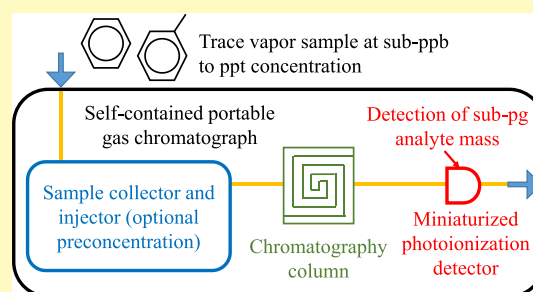 Trace vapor sample at sub-ppb
to ppt concentration
Self-contained portable
gas chromatograph
Detection of sub-pg
analyte mass
Sample collector and
injector (optional
preconcentration)
Chromatography
column
Miniaturized
photoionization
detector